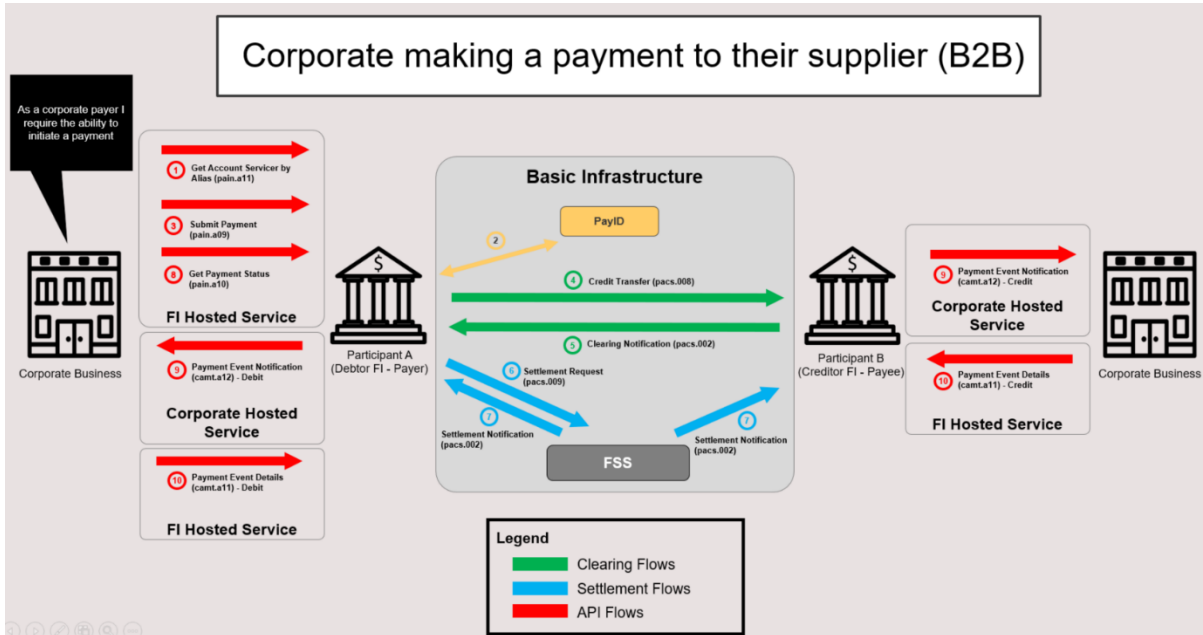 Corporate making a payment to their supplier (B2B)
As a corporate payer I
require the ability to
initiate a payment
1 Get Account Servicer by
Alias (pain.a11)
3 Submit Payment
(pain.a09)
8 Get Payment Status
(pain.a10)
FI Hosted Service
Corporate Business
9 Payment Event Notification
(camt.a12) - Debit
Corporate Hosted
Service
10 Payment Event Details
(camt.a11) - Debit
FI Hosted Service
$
Participant A
(Debtor FI - Payer)
Basic Infrastructure
PayID
2
4 Credit Transfer (pacs.008)
5 Clearing Notification (pacs.002)
6 Settlement Request
(pacs.009)
7
Settlement Notification
(pacs.002)
7
Settlement Notification
(pacs.002)
FSS
$
Participant B
(Creditor FI - Payee)
9 Payment Event Notification
(camt.a12) - Credit
Corporate Hosted
Service
10 Payment Event Details
(camt.a11) - Credit
FI Hosted Service
Corporate Business
Legend
Clearing Flows
Settlement Flows
API Flows